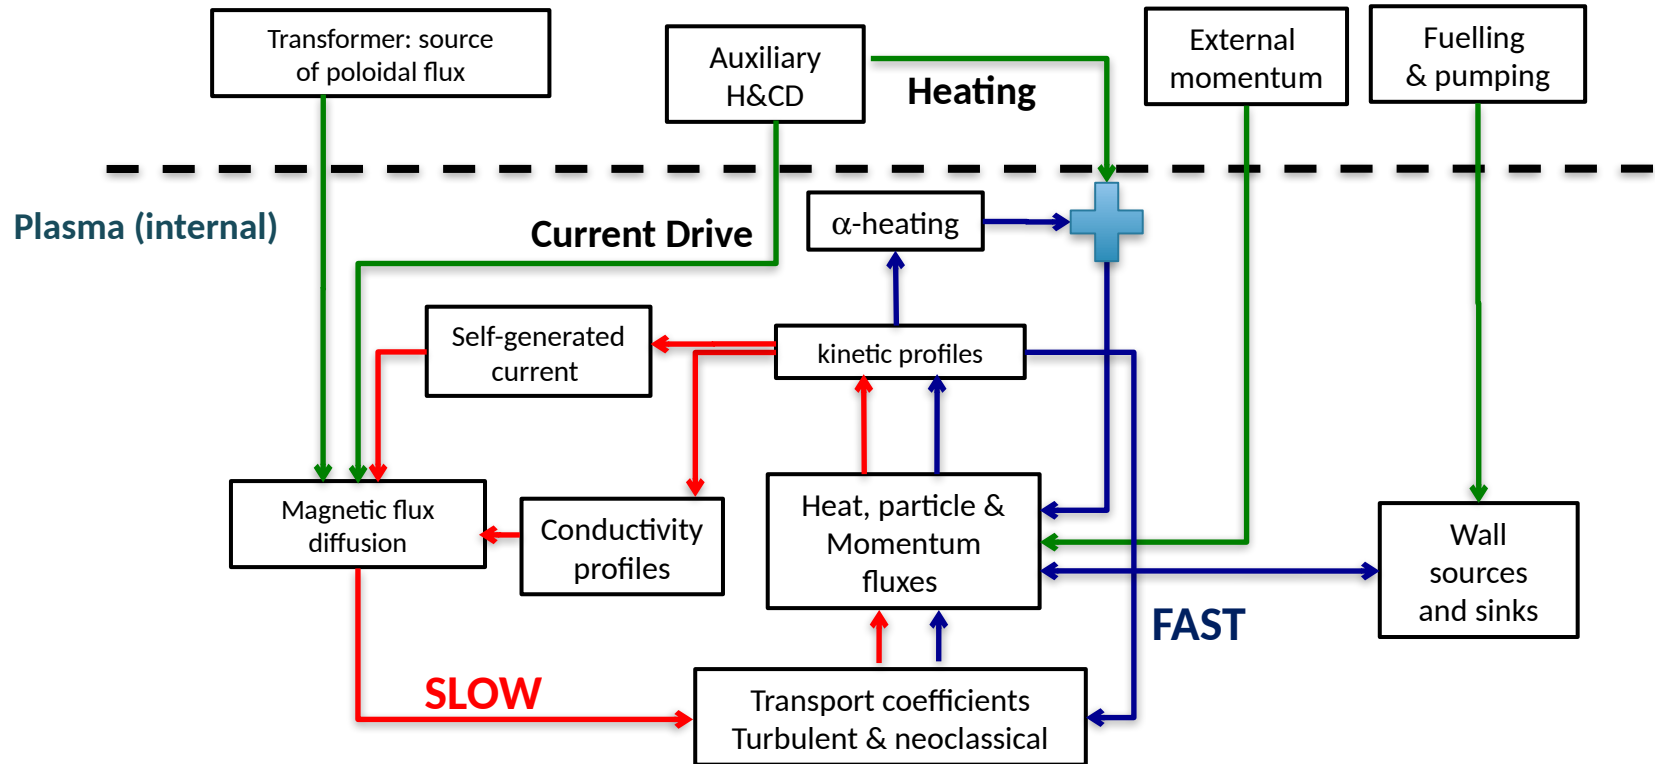 Transformer: source
of poloidal flux
Auxiliary
H&CD
Heating
External
momentum
Fuelling
& pumping
Plasma (internal)
Current Drive
α-heating
Self-generated
current
kinetic profiles
Magnetic flux
diffusion
Conductivity
profiles
Heat, particle &
Momentum
fluxes
Wall
sources
and sinks
FAST
SLOW
Transport coefficients
Turbulent & neoclassical